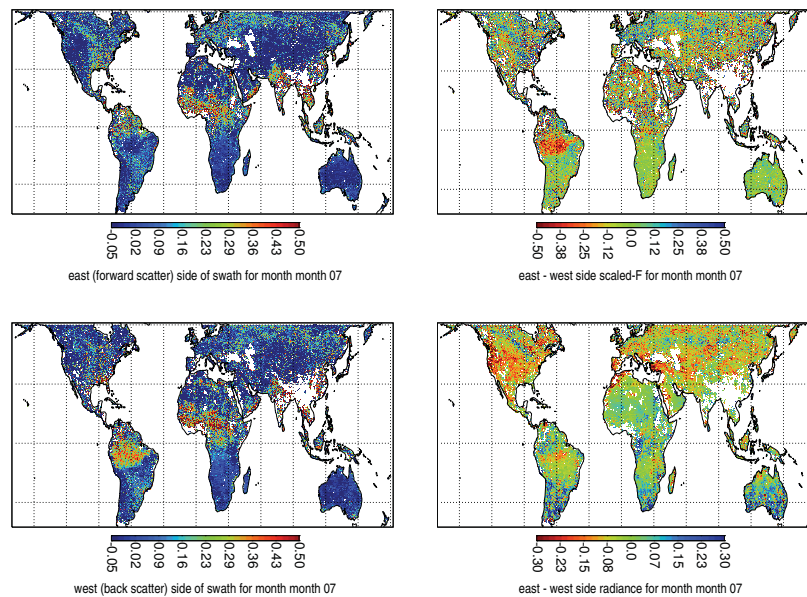 -0.05 0.02 0.09 0.16 0.23 0.29 0.36 0.43 0.50
east (forward scatter) side of swath for month month 07
-0.50 -0.38 -0.25 -0.12 0.0 0.12 0.25 0.38 0.50
east - west side scaled-F for month month 07
-0.05 0.02 0.09 0.16 0.23 0.29 0.36 0.43 0.50
west (back scatter) side of swath for month month 07
-0.30 -0.23 -0.15 -0.08 0.0 0.07 0.15 0.23 0.30
east - west side radiance for month month 07